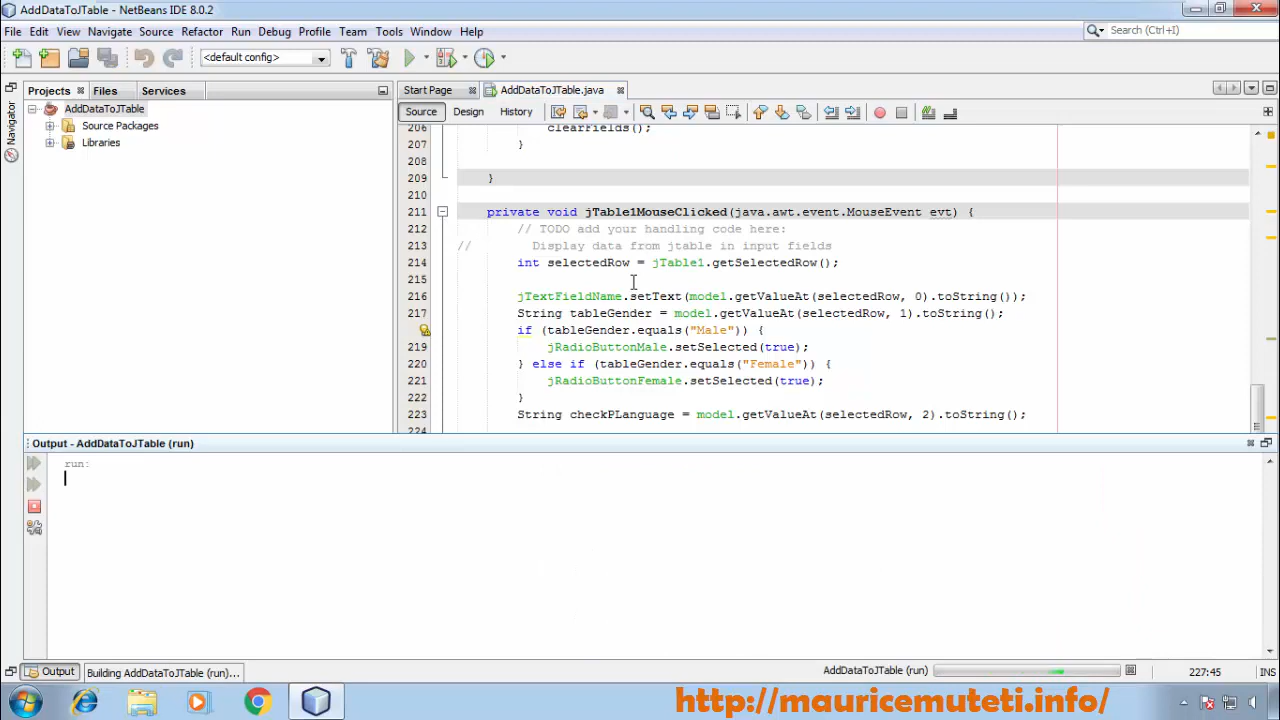 AddDataToJTable - NetBeans IDE 8.0.2
File Edit View Navigate Source Refactor Run Debug Profile Team Tools Window Help
Search (Ctrl+I)
<default config>
Projects Files Services
Start Page AddDataToJTable.java
Source Design History
Navigator
AddDataToJTable
Source Packages
Libraries
206 clearFields();
207 }
208
209 }
210
211 private void jTable1MouseClicked(java.awt.event.MouseEvent evt) {
212 // TODO add your handling code here:
213 // Display data from jtable in input fields
214 int selectedRow = jTable1.getSelectedRow();
215
216 jTextFieldName.setText(model.getValueAt(selectedRow, 0).toString());
217 String tableGender = model.getValueAt(selectedRow, 1).toString();
if (tableGender.equals("Male")) {
219 jRadioButtonMale.setSelected(true);
220 } else if (tableGender.equals("Female")) {
221 jRadioButtonFemale.setSelected(true);
222 }
223 String checkPLanguage = model.getValueAt(selectedRow, 2).toString();
224
Output - AddDataToJTable (run)
run:
Output Building AddDataToJTable (run)... AddDataToJTable (run) 227:45 INS
http://mauricemuteti.info/